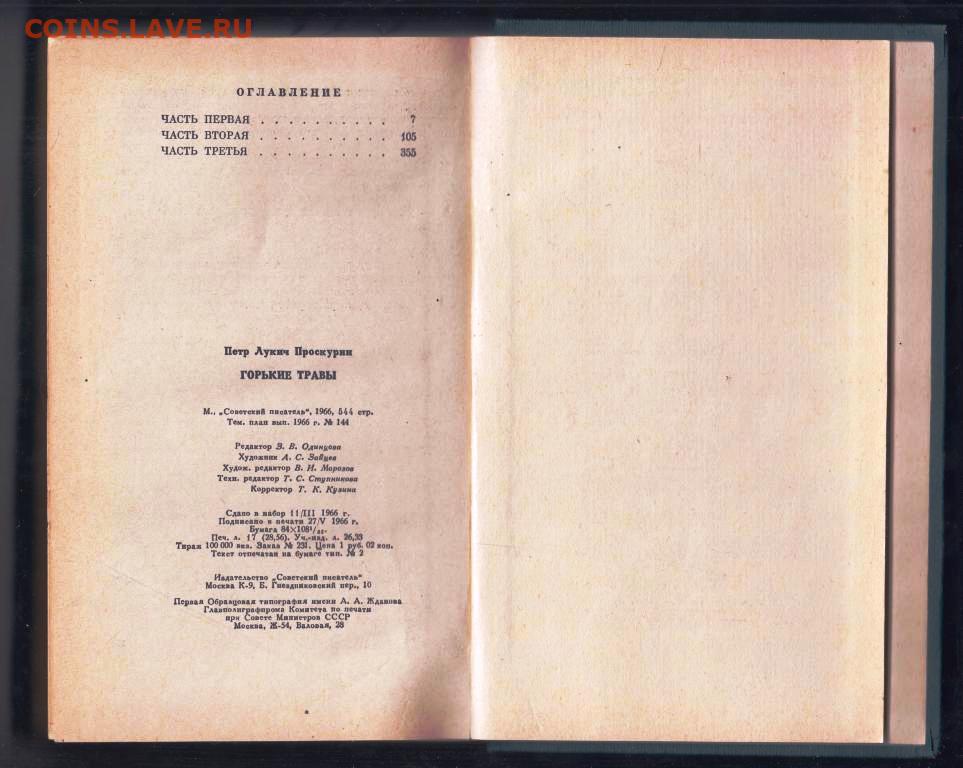 COINS.LAVE.RU
ОГЛАВЛЕНИЕ
ЧАСТЬ ПЕРВАЯ . . . . . . . . . . 7
ЧАСТЬ ВТОРАЯ . . . . . . . . . . 105
ЧАСТЬ ТРЕТЬЯ . . . . . . . . . . 355
Петр Лукич Проскурин
ГОРЬКИЕ ТРАВЫ
М., „Советский писатель“, 1966, 544 стр.
Тем. план вып. 1966 г. № 144
Редактор В. В. Одинцова
Художник А. С. Зайцев
Худож. редактор В. И. Морозов
Техн. редактор Т. С. Ступникова
Корректор Т. К. Кузина
Сдано в набор 11/III 1966 г.
Подписано в печати 27/V 1966 г.
Бумага 84×108¹/₃₂.
Печ. л. 17 (28,56). Уч.-изд. л. 26,33
Тираж 100 000 экз. Заказ № 231. Цена 1 руб. 02 коп.
Текст отпечатан на бумаге тип. № 2
Издательство „Советский писатель“
Москва К-9, Б. Гнездниковский пер., 10
Первая Образцовая типография имени А. А. Жданова
Главполиграфпрома Комитета по печати
при Совете Министров СССР
Москва, Ж-54, Валовая, 28